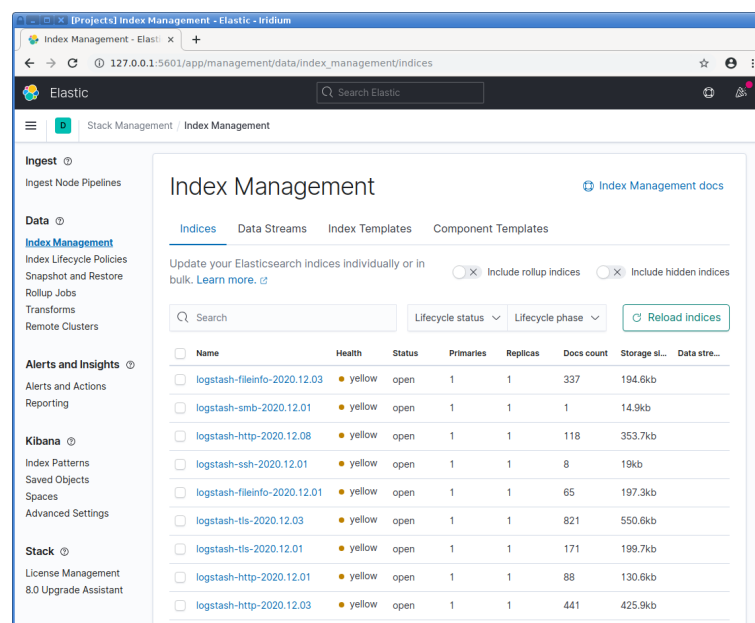 [Projects] Index Management - Elastic - Iridium
Index Management - Elasti
127.0.0.1:5601/app/management/data/index_management/indices
Elastic
Search Elastic
D
Stack Management / Index Management
Ingest
Ingest Node Pipelines
Data
Index Management
Index Lifecycle Policies
Snapshot and Restore
Rollup Jobs
Transforms
Remote Clusters
Alerts and Insights
Alerts and Actions
Reporting
Kibana
Index Patterns
Saved Objects
Spaces
Advanced Settings
Stack
License Management
8.0 Upgrade Assistant
Index Management
Index Management docs
Indices Data Streams Index Templates Component Templates
Update your Elasticsearch indices individually or in
bulk. Learn more.
Include rollup indices Include hidden indices
Search Lifecycle status Lifecycle phase Reload indices
Name Health Status Primaries Replicas Docs count Storage si... Data stre...
logstash-fileinfo-2020.12.03 yellow open 1 1 337 194.6kb
logstash-smb-2020.12.01 yellow open 1 1 1 14.9kb
logstash-http-2020.12.08 yellow open 1 1 118 353.7kb
logstash-ssh-2020.12.01 yellow open 1 1 8 19kb
logstash-fileinfo-2020.12.01 yellow open 1 1 65 197.3kb
logstash-tls-2020.12.03 yellow open 1 1 821 550.6kb
logstash-tls-2020.12.01 yellow open 1 1 171 199.7kb
logstash-http-2020.12.01 yellow open 1 1 88 130.6kb
logstash-http-2020.12.03 yellow open 1 1 441 425.9kb